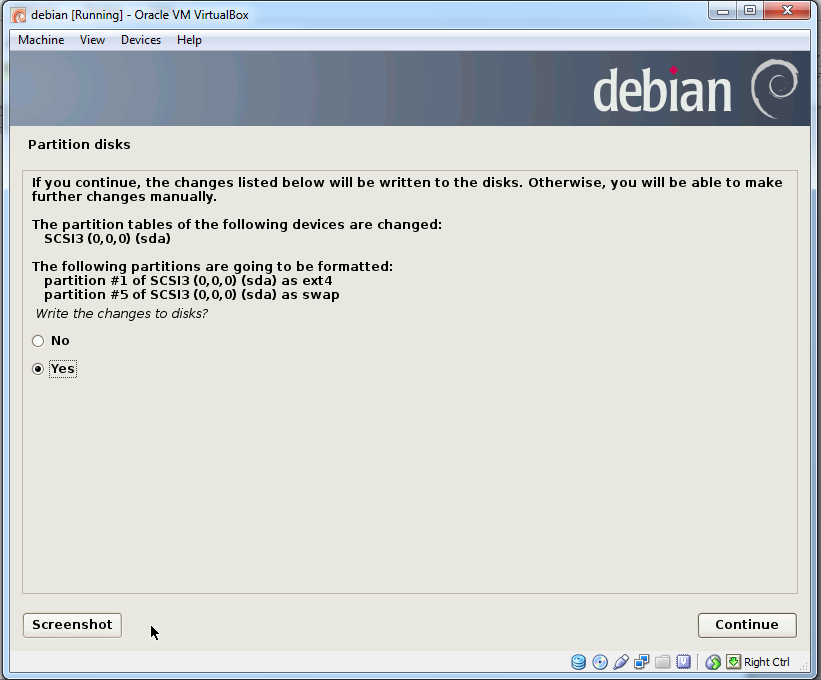 debian [Running] - Oracle VM VirtualBox
Machine View Devices Help
debian
Partition disks
If you continue, the changes listed below will be written to the disks. Otherwise, you will be able to make
further changes manually.
The partition tables of the following devices are changed:
SCSI3 (0,0,0) (sda)
The following partitions are going to be formatted:
partition #1 of SCSI3 (0,0,0) (sda) as ext4
partition #5 of SCSI3 (0,0,0) (sda) as swap
Write the changes to disks?
No
Yes
Screenshot
Continue
Right Ctrl